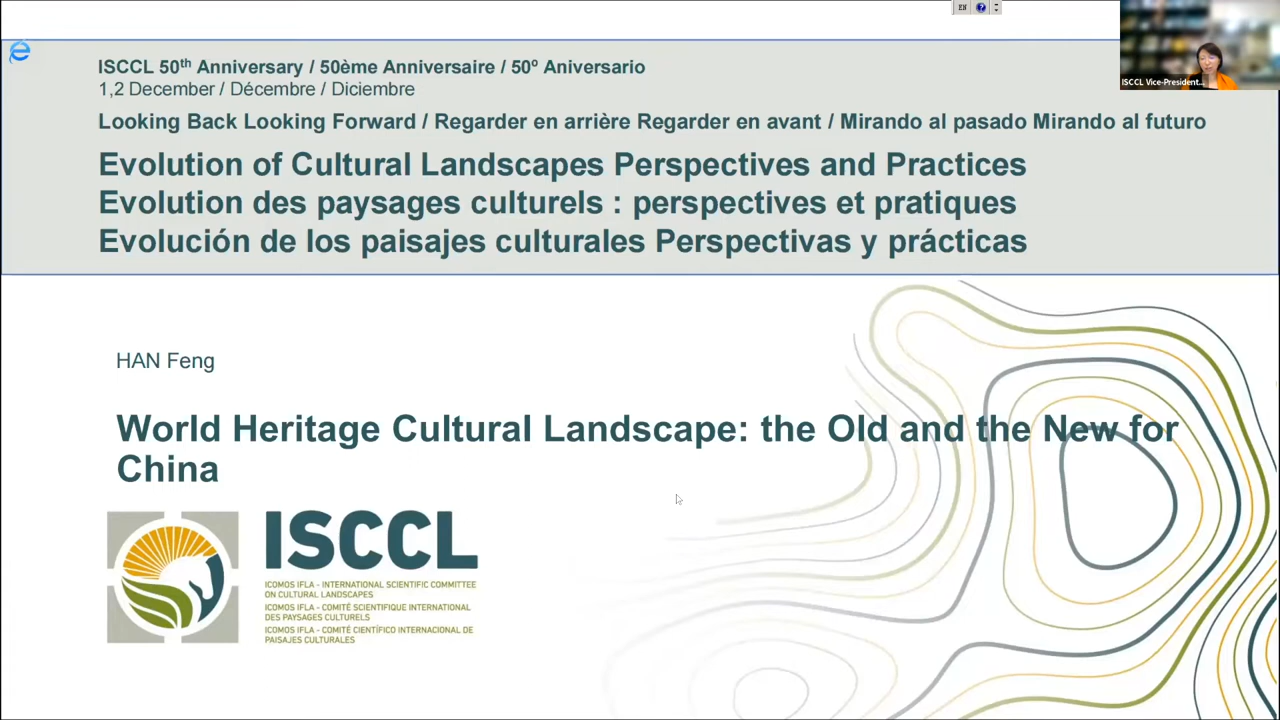 EN
ISCCL Vice-President...
ISCCL 50th Anniversary / 50ème Anniversaire / 50º Aniversario
1,2 December / Décembre / Diciembre
Looking Back Looking Forward / Regarder en arrière Regarder en avant / Mirando al pasado Mirando al futuro
Evolution of Cultural Landscapes Perspectives and Practices
Evolution des paysages culturels : perspectives et pratiques
Evolución de los paisajes culturales Perspectivas y prácticas
HAN Feng
World Heritage Cultural Landscape: the Old and the New for
China
ISCCL
ICOMOS IFLA - INTERNATIONAL SCIENTIFIC COMMITTEE
ON CULTURAL LANDSCAPES
ICOMOS IFLA - COMITÉ SCIENTIFIQUE INTERNATIONAL
DES PAYSAGES CULTURELS
ICOMOS IFLA - COMITÉ CIENTÍFICO INTERNACIONAL DE
PAISAJES CULTURALES